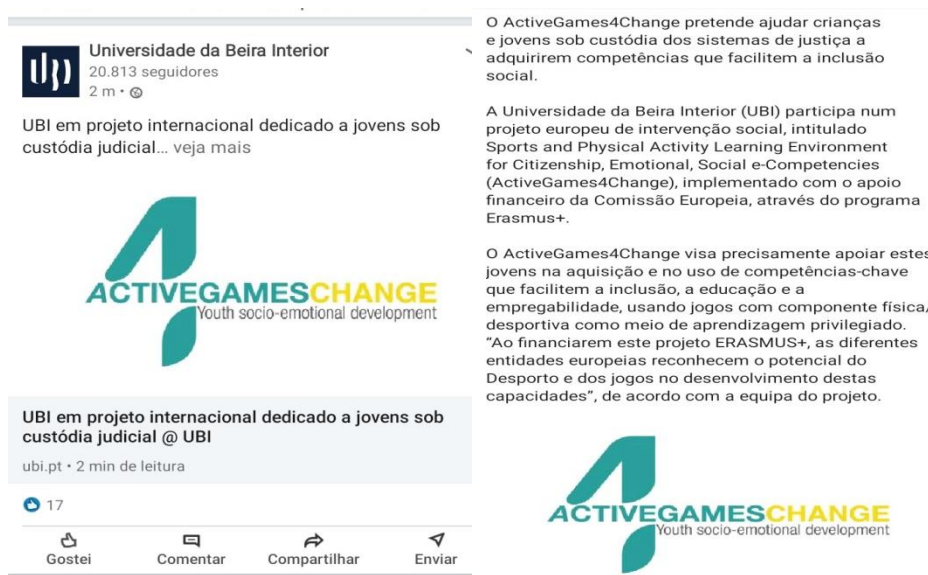 Universidade da Beira Interior
20.813 seguidores
2 m •
UBI em projeto internacional dedicado a jovens sob
custódia judicial... veja mais
4
ACTIVEGAMESCHANGE
Youth socio-emotional development
UBI em projeto internacional dedicado a jovens sob
custódia judicial @ UBI
ubi.pt • 2 min de leitura
17
Gostei Comentar Compartilhar Enviar
O ActiveGames4Change pretende ajudar crianças
e jovens sob custódia dos sistemas de justiça a
adquirirem competências que facilitem a inclusão
social.
A Universidade da Beira Interior (UBI) participa num
projeto europeu de intervenção social, intitulado
Sports and Physical Activity Learning Environment
for Citizenship, Emotional, Social e-Competencies
(ActiveGames4Change), implementado com o apoio
financeiro da Comissão Europeia, através do programa
Erasmus+.
O ActiveGames4Change visa precisamente apoiar estes
jovens na aquisição e no uso de competências-chave
que facilitem a inclusão, a educação e a
empregabilidade, usando jogos com componente física/
desportiva como meio de aprendizagem privilegiado.
“Ao financiarem este projeto ERASMUS+, as diferentes
entidades europeias reconhecem o potencial do
Desporto e dos jogos no desenvolvimento destas
capacidades”, de acordo com a equipa do projeto.
4
ACTIVEGAMESCHANGE
Youth socio-emotional development